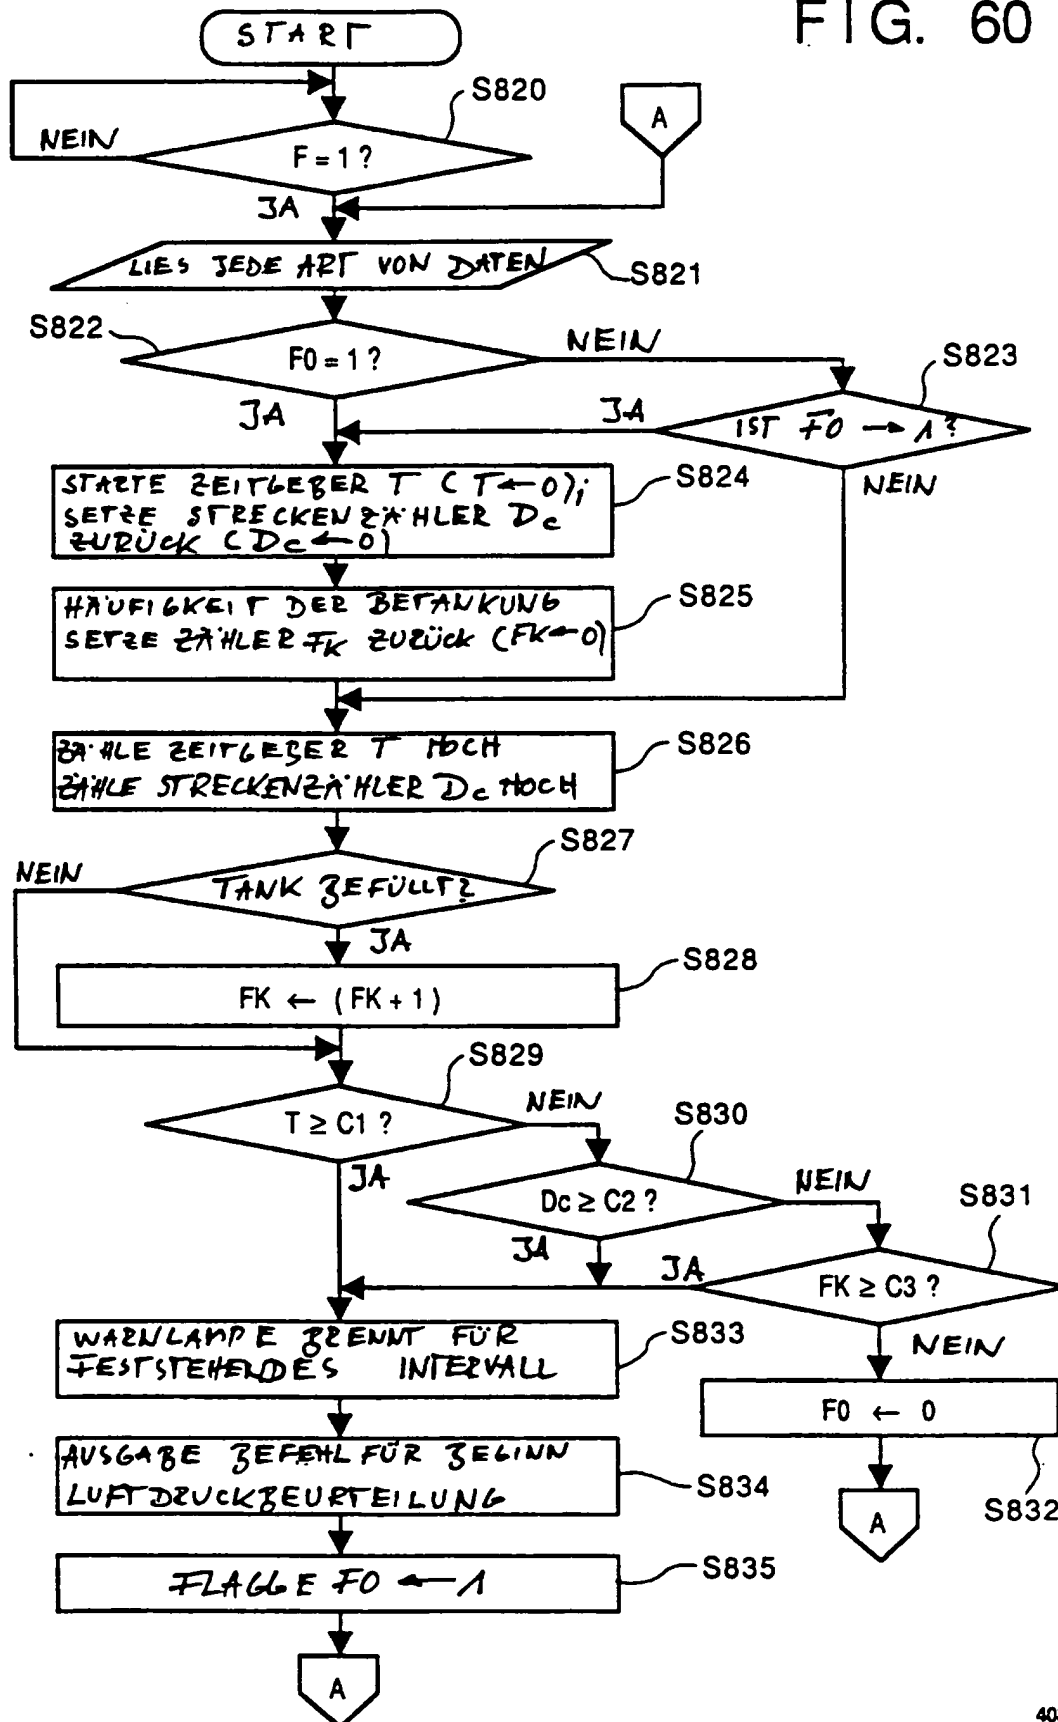 FIG. 60
START
S820
A
NEIN
F = 1 ?
JA
LIES JEDE ART VON DATEN
S821
S822
F0 = 1 ?
NEIN
S823
JA
JA
IST F0 → 1 ?
NEIN
STARTE ZEITGEBER T (T ← 0);
SETZE STRECKENZÄHLER Dc
ZURÜCK (Dc ← 0)
S824
HÄUFIGKEIT DER BETANKUNG
SETZE ZÄHLER FK ZURÜCK (FK ← 0)
S825
ZÄHLE ZEITGEBER T HOCH
ZÄHLE STRECKENZÄHLER Dc HOCH
S826
S827
NEIN
TANK BEFÜLLT?
JA
S828
FK ← (FK + 1)
S829
T ≥ C1 ?
NEIN
S830
JA
Dc ≥ C2 ?
NEIN
S831
JA
JA
FK ≥ C3 ?
WARNLAMPE BRENNT FÜR
FESTSTEHENDES INTERVALL
S833
NEIN
F0 ← 0
S832
AUSGABE BEFEHL FÜR BEGINN
LUFTDRUCKBEURTEILUNG
S834
A
FLAGGE F0 ← 1
S835
A
40